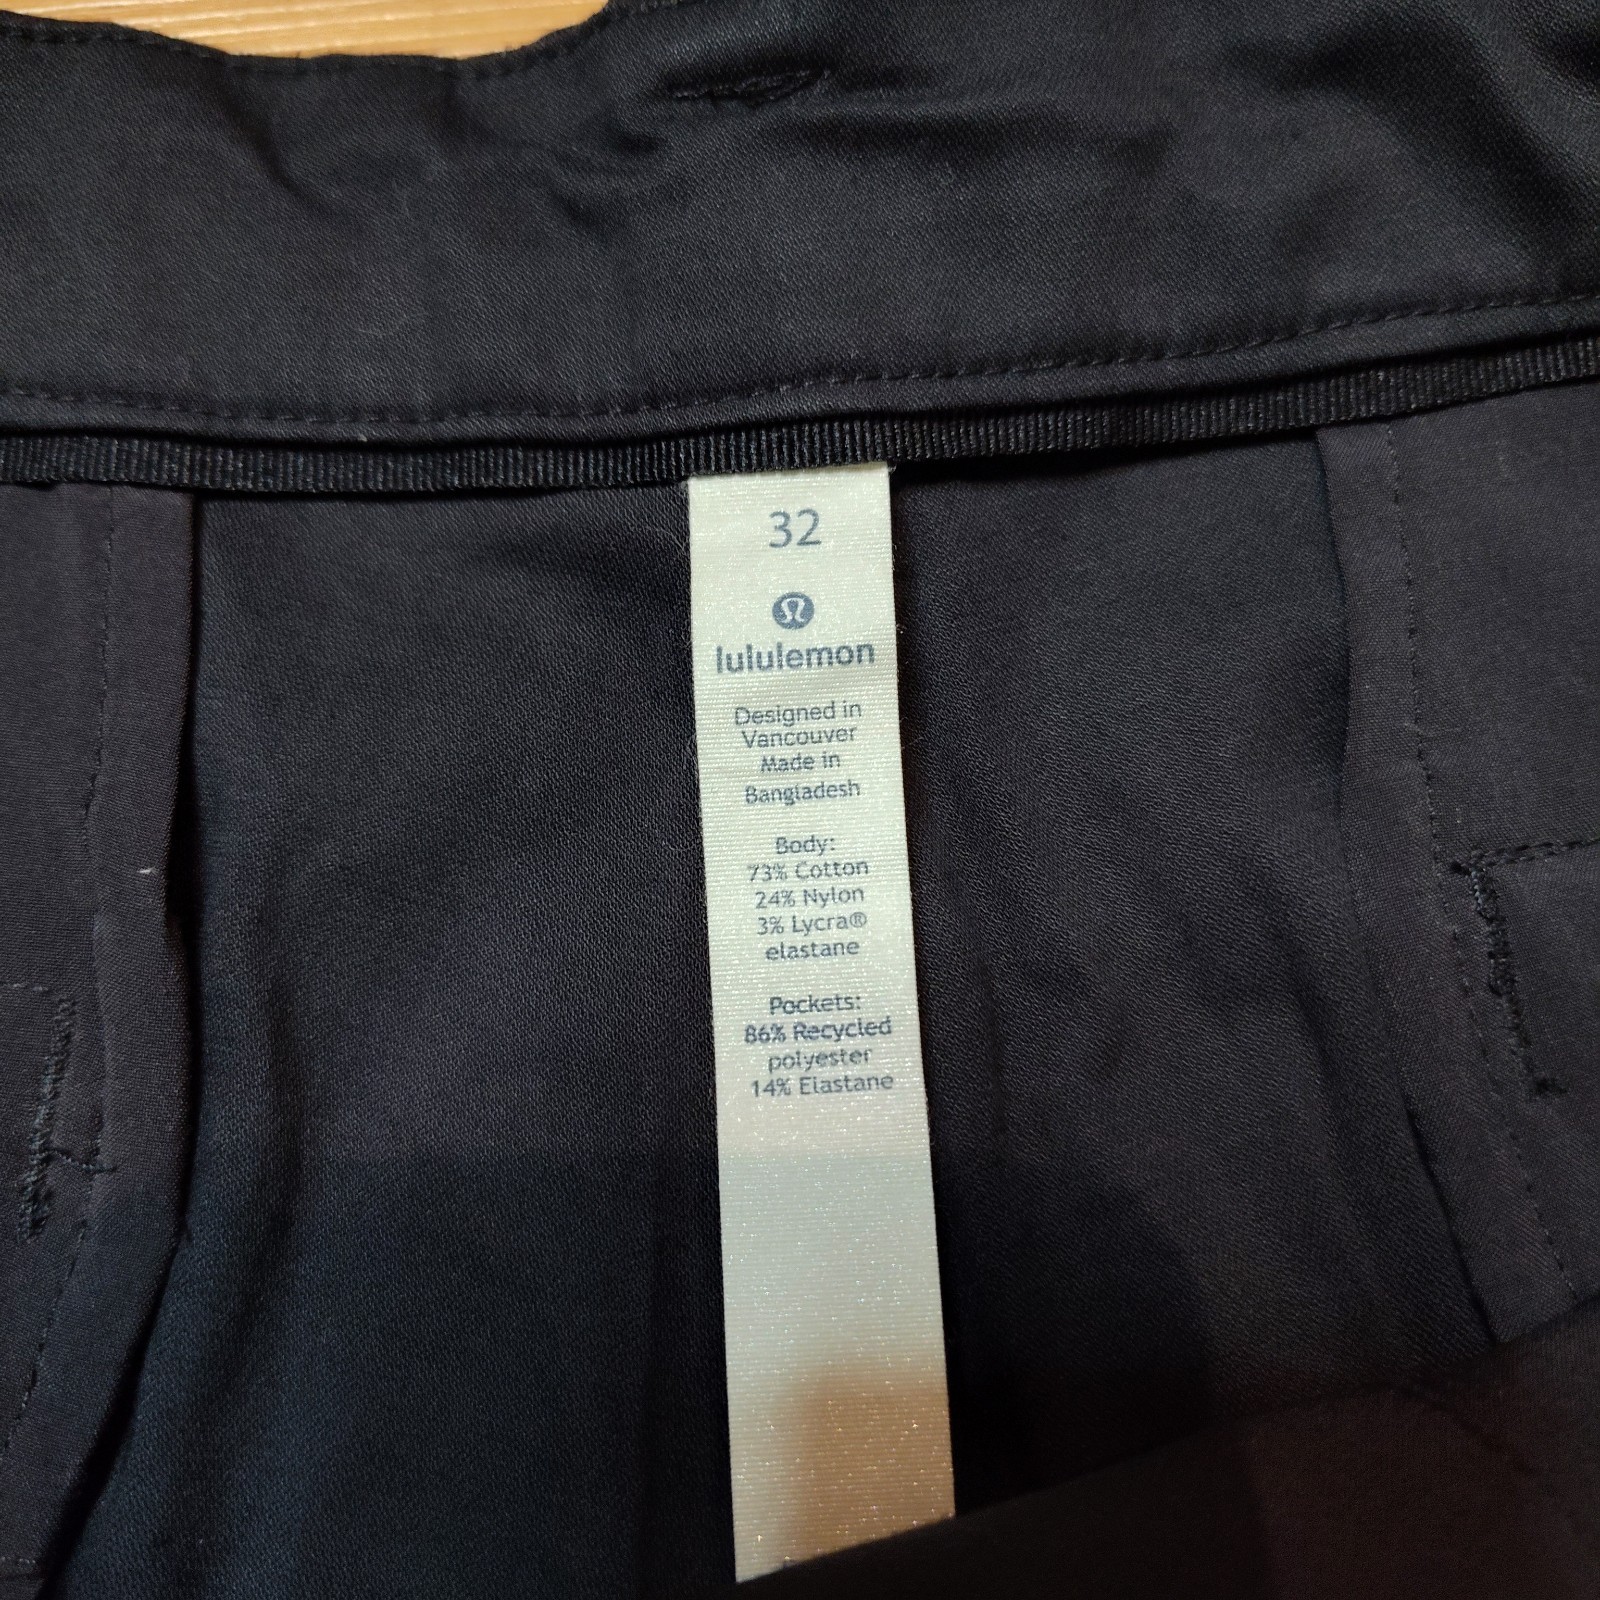 32
lululemon
Designed in
Vancouver
Made in
Bangladesh
Body:
73% Cotton
24% Nylon
3% Lycra®
elastane
Pockets:
86% Recycled
polyester
14% Elastane